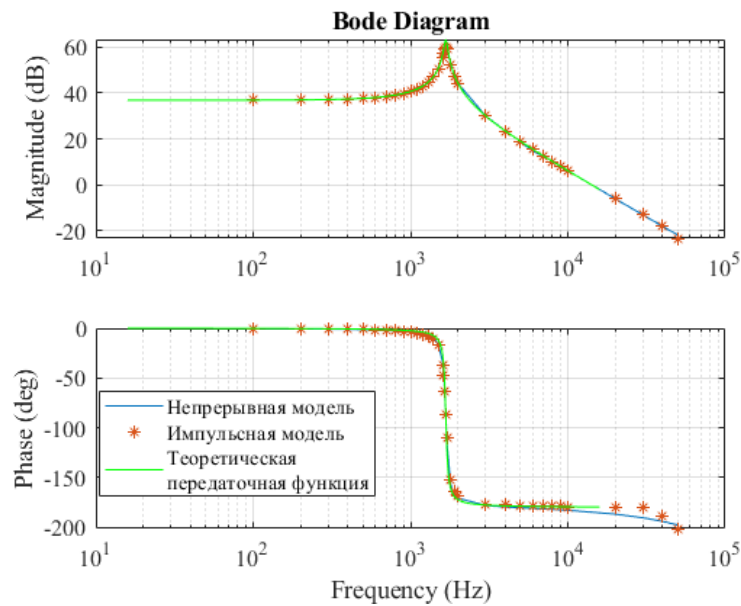 Bode Diagram
60
40
20
0
-20
Magnitude (dB)
10^1
10^2
10^3
10^4
10^5
0
-50
-100
-150
-200
Phase (deg)
Непрерывная модель
Импульсная модель
Теоретическая
передаточная функция
10^1
10^2
10^3
10^4
10^5
Frequency (Hz)